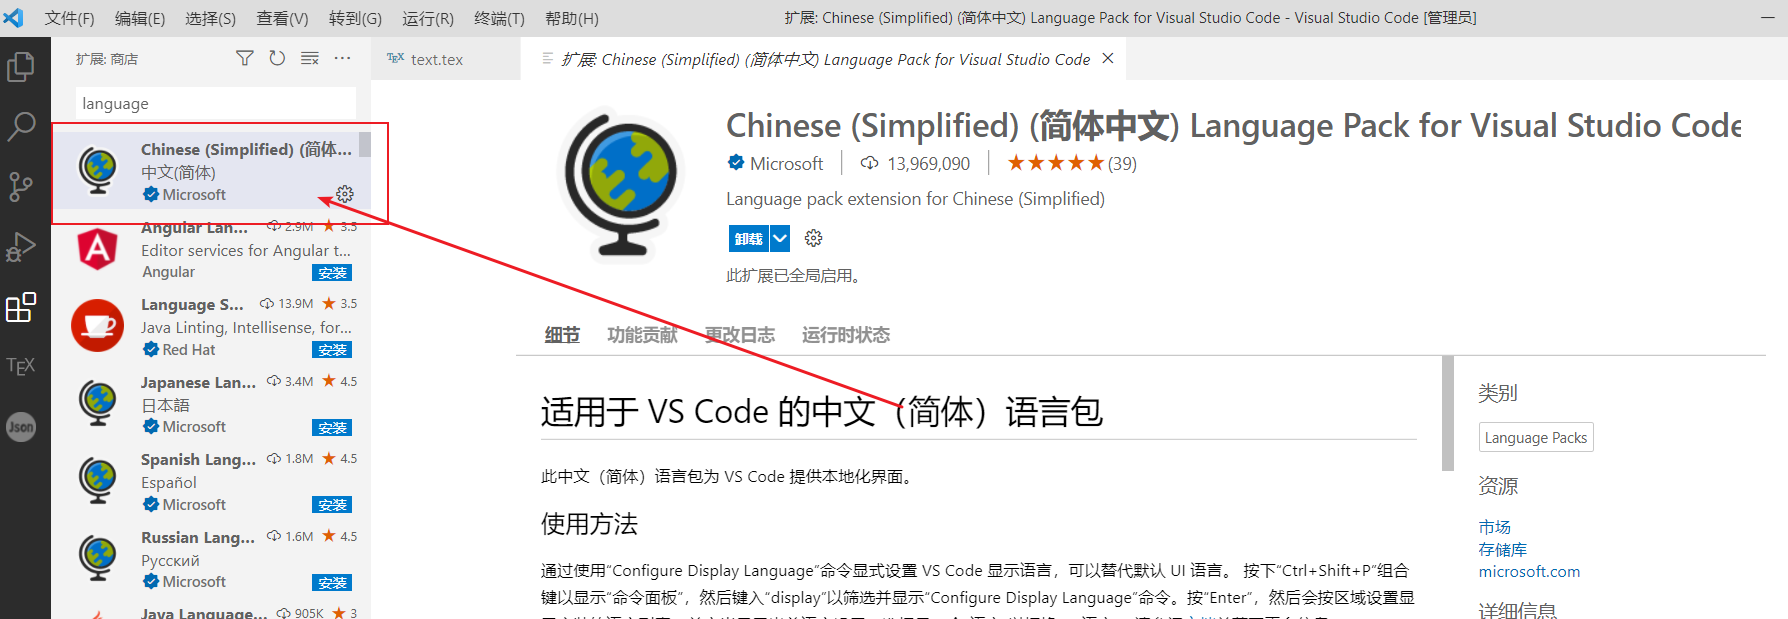 文件(F) 编辑(E) 选择(S) 查看(V) 转到(G) 运行(R) 终端(T) 帮助(H) 扩展: Chinese (Simplified) (简体中文) Language Pack for Visual Studio Code - Visual Studio Code [管理员]
扩展: 商店
TEX text.tex
扩展: Chinese (Simplified) (简体中文) Language Pack for Visual Studio Code
language
Chinese (Simplified) (简体...
中文(简体)
Microsoft
Angular Lan... 2.9M ★ 3.5
Editor services for Angular t...
Angular 安装
Language S... 13.9M ★ 3.5
Java Linting, Intellisense, for...
Red Hat 安装
Japanese Lan... 3.4M ★ 4.5
日本語
Microsoft 安装
Spanish Lang... 1.8M ★ 4.5
Español
Microsoft 安装
Russian Lang... 1.6M ★ 4.5
Русский
Microsoft 安装
Java Language... 905K ★ 3
TEX
Json
Chinese (Simplified) (简体中文) Language Pack for Visual Studio Code
Microsoft 13,969,090 ★★★★★(39)
Language pack extension for Chinese (Simplified)
卸载
此扩展已全局启用。
细节 功能贡献 更改日志 运行时状态
适用于 VS Code 的中文（简体）语言包
此中文（简体）语言包为 VS Code 提供本地化界面。
使用方法
通过使用“Configure Display Language”命令显式设置 VS Code 显示语言，可以替代默认 UI 语言。 按下“Ctrl+Shift+P”组合
键以显示“命令面板”，然后键入“display”以筛选并显示“Configure Display Language”命令。按“Enter”，然后会按区域设置显
类别
Language Packs
资源
市场
存储库
microsoft.com
详细信息